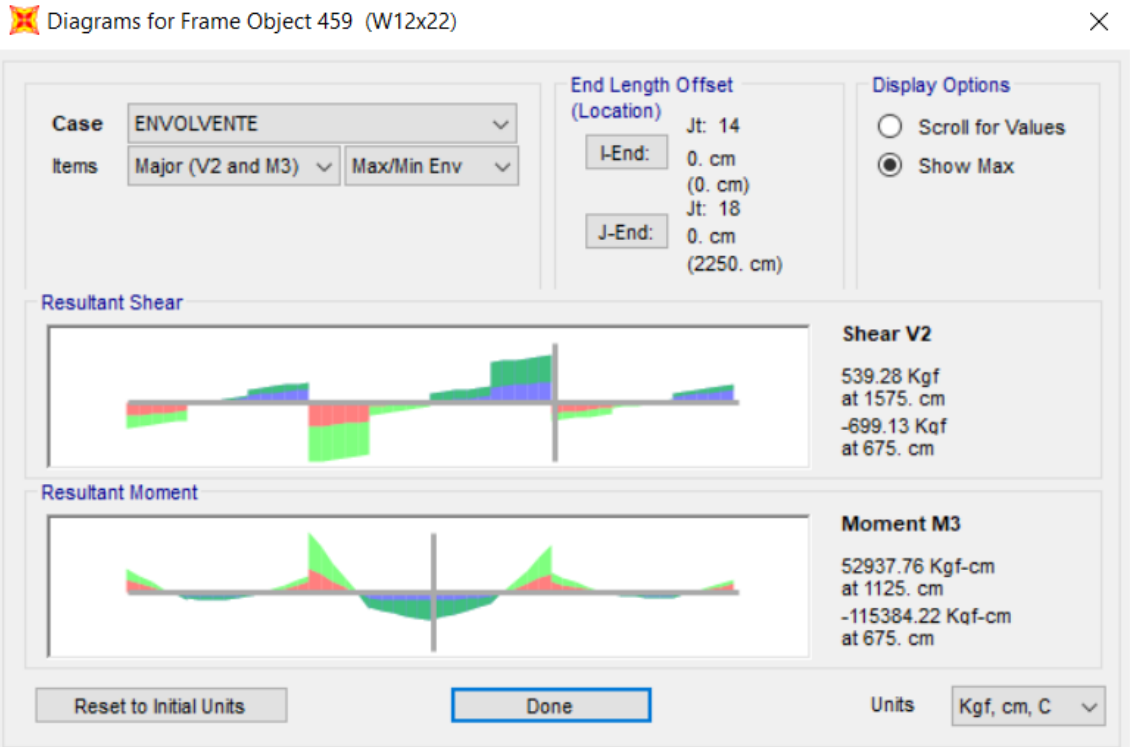 Diagrams for Frame Object 459 (W12x22)
Case ENVOLVENTE
Items Major (V2 and M3) Max/Min Env
End Length Offset
(Location)
I-End:
Jt: 14
0. cm
(0. cm)
J-End:
Jt: 18
0. cm
(2250. cm)
Display Options
Scroll for Values
Show Max
Resultant Shear
Shear V2
539.28 Kgf
at 1575. cm
-699.13 Kgf
at 675. cm
Resultant Moment
Moment M3
52937.76 Kgf-cm
at 1125. cm
-115384.22 Kgf-cm
at 675. cm
Reset to Initial Units
Done
Units Kgf, cm, C